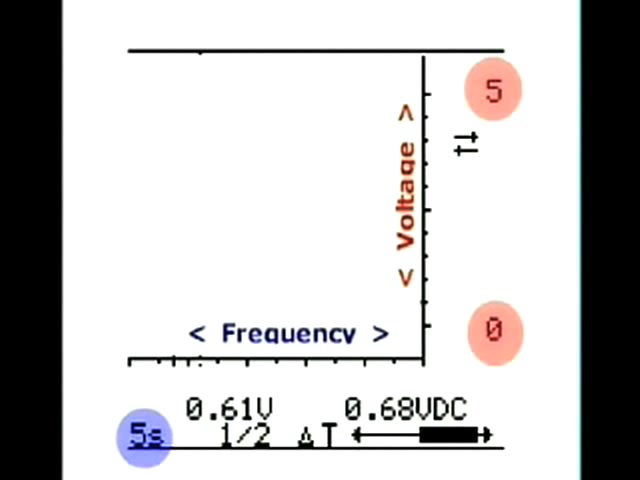 5
< Voltage >
0
< Frequency >
0.61V 0.68VDC
5s 1/2 ΔT